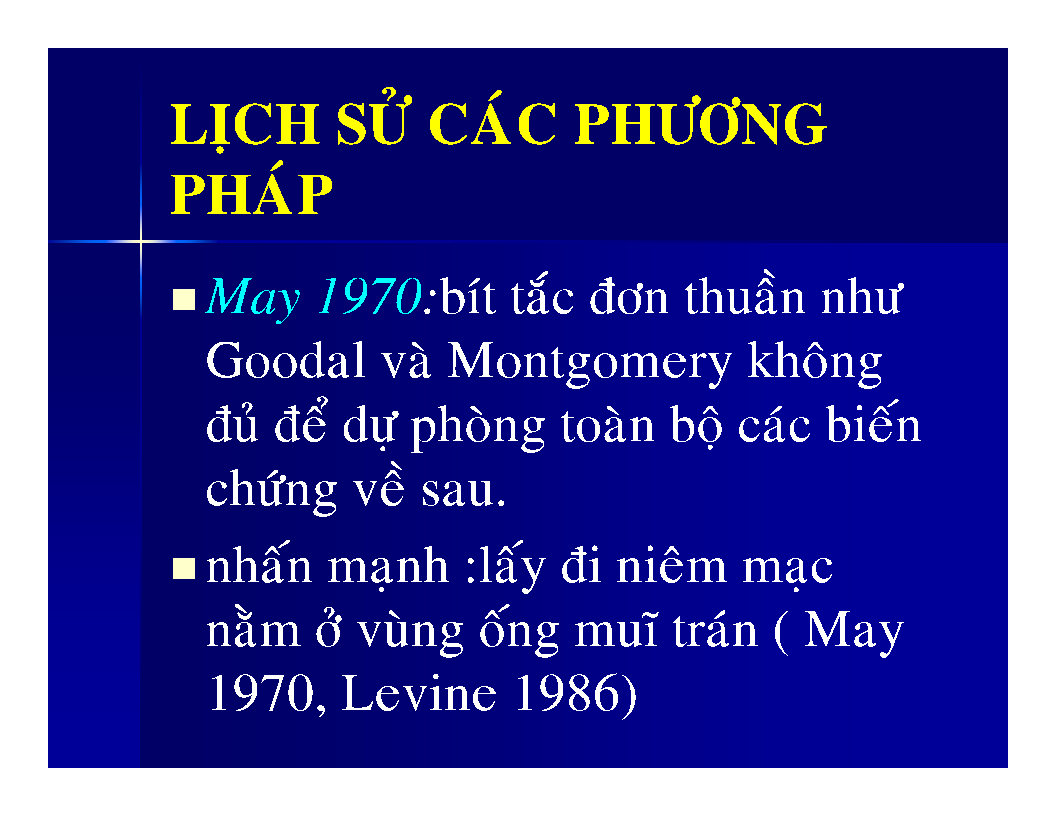 LỊCH SỬ CÁC PHƯƠNG
PHÁP
May 1970:bít tắc đơn thuần như
Goodal và Montgomery không
đủ để dự phòng toàn bộ các biến
chứng về sau.
nhấn mạnh :lấy đi niêm mạc
nằm ở vùng ống muĩ trán ( May
1970, Levine 1986)